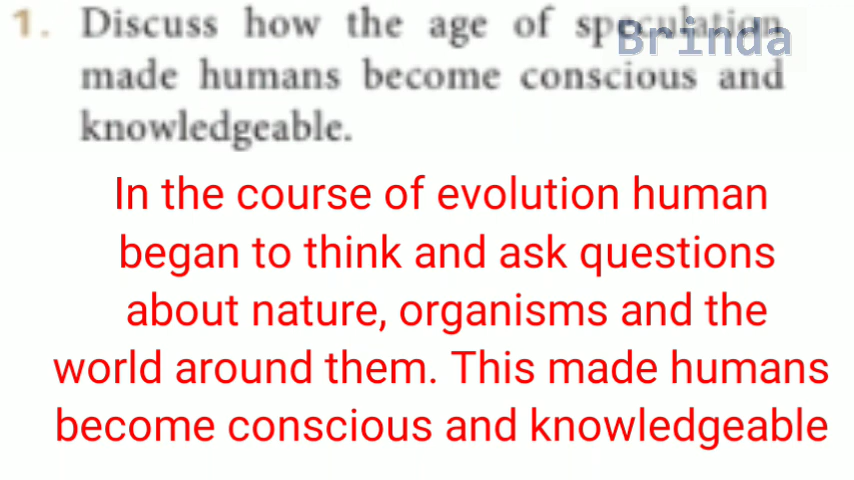 1. Discuss how the age of speculation
Brinda
made humans become conscious and
knowledgeable.
In the course of evolution human
began to think and ask questions
about nature, organisms and the
world around them. This made humans
become conscious and knowledgeable